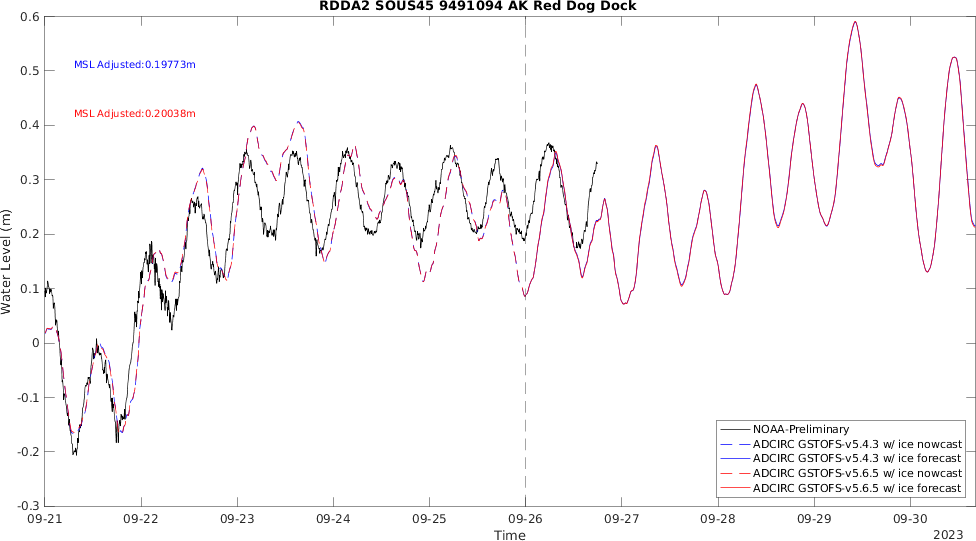 RDDA2 SOUS45 9491094 AK Red Dog Dock
MSL Adjusted:0.19773m
MSL Adjusted:0.20038m
Water Level (m)
0.6
0.5
0.4
0.3
0.2
0.1
0
-0.1
-0.2
-0.3
NOAA-Preliminary
ADCIRC GSTOFS-v5.4.3 w/ ice nowcast
ADCIRC GSTOFS-v5.4.3 w/ ice forecast
ADCIRC GSTOFS-v5.6.5 w/ ice nowcast
ADCIRC GSTOFS-v5.6.5 w/ ice forecast
09-21 09-22 09-23 09-24 09-25 09-26 09-27 09-28 09-29 09-30
Time
2023